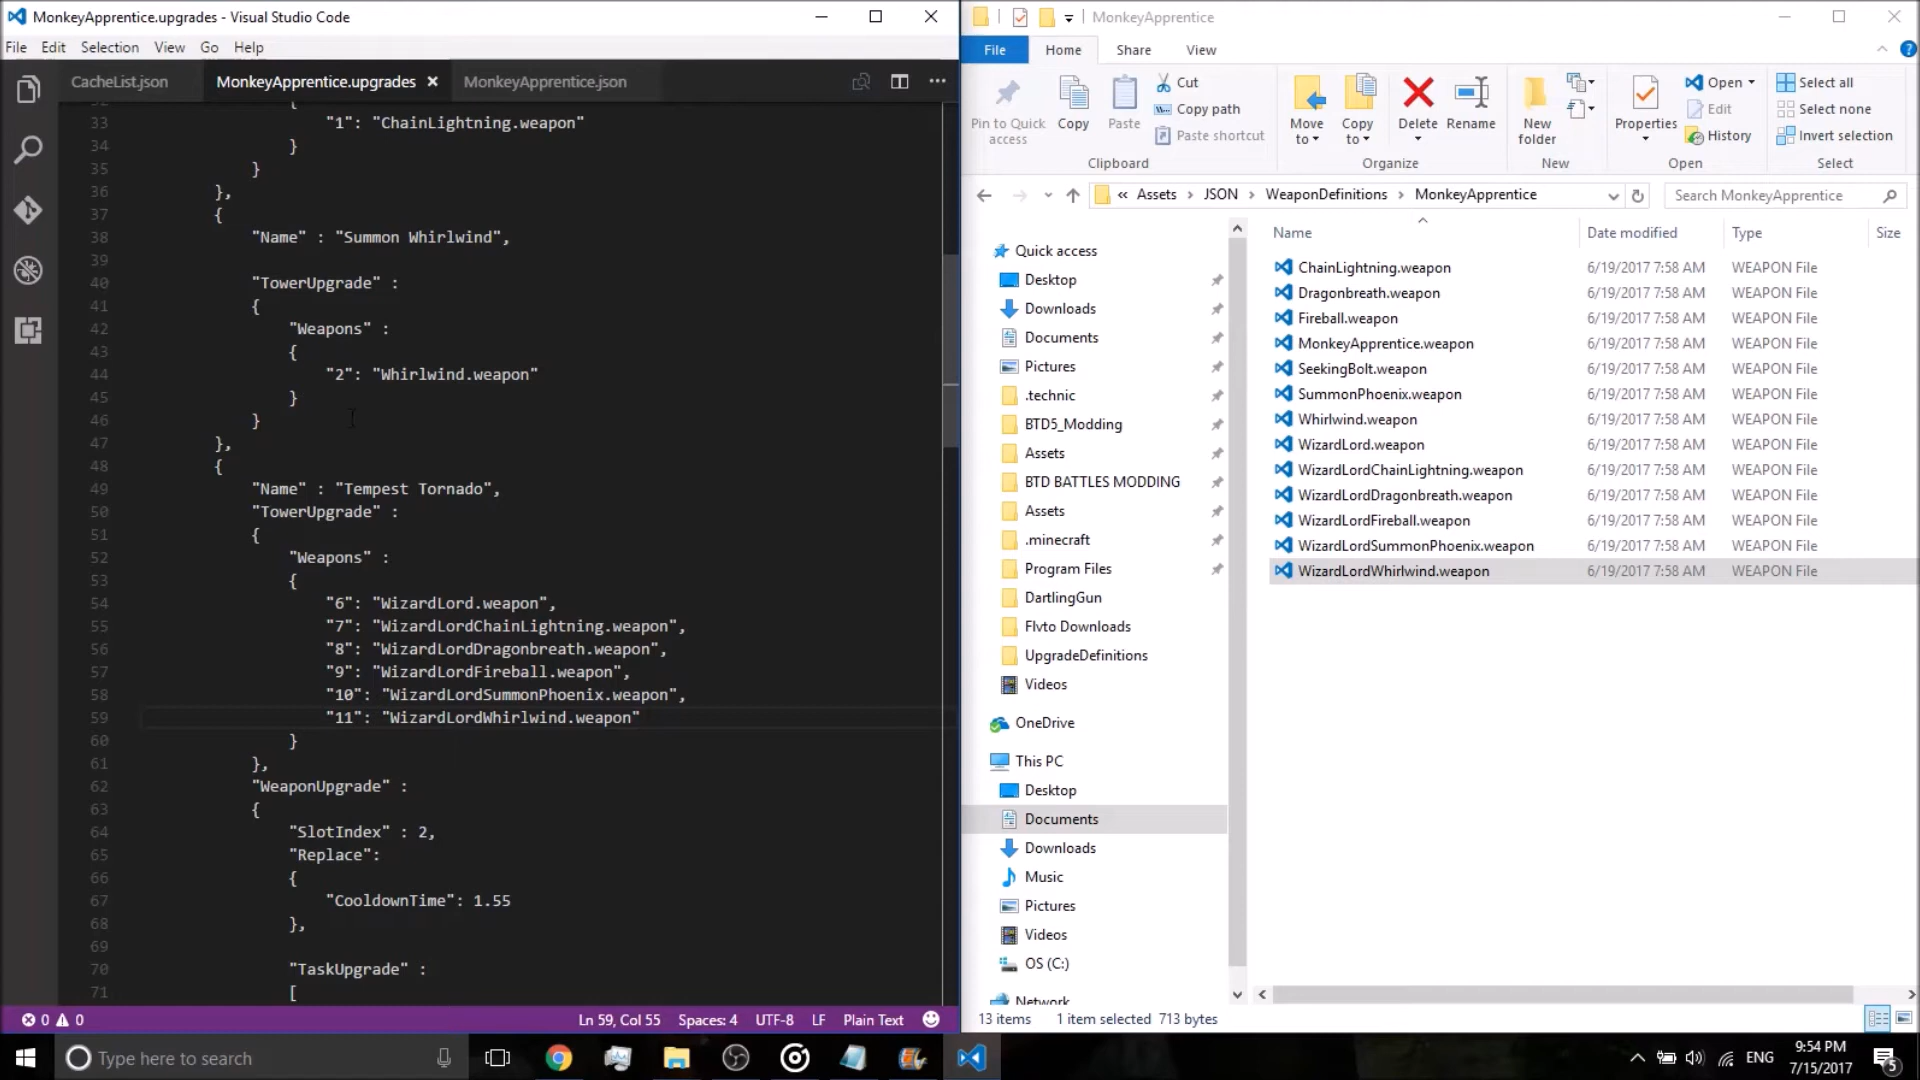 MonkeyApprentice.upgrades - Visual Studio Code
File Edit Selection View Go Help
CacheList.json MonkeyApprentice.upgrades MonkeyApprentice.json
32 {
33 "1": "ChainLightning.weapon"
34 }
35 }
36 },
37 {
38 "Name" : "Summon Whirlwind",
39
40 "TowerUpgrade" :
41 {
42 "Weapons" :
43 {
44 "2": "Whirlwind.weapon"
45 }
46 }
47 },
48 {
49 "Name" : "Tempest Tornado",
50 "TowerUpgrade" :
51 {
52 "Weapons" :
53 {
54 "6": "WizardLord.weapon",
55 "7": "WizardLordChainLightning.weapon",
56 "8": "WizardLordDragonbreath.weapon",
57 "9": "WizardLordFireball.weapon",
58 "10": "WizardLordSummonPhoenix.weapon",
59 "11": "WizardLordWhirlwind.weapon"
60 }
61 },
62 "WeaponUpgrade" :
63 {
64 "SlotIndex" : 2,
65 "Replace":
66 {
67 "CooldownTime": 1.55
68 },
69
70 "TaskUpgrade" :
71 [
0 0 Ln 59, Col 55 Spaces: 4 UTF-8 LF Plain Text
MonkeyApprentice
File Home Share View
Pin to Quick access Copy Paste Cut Copy path Paste shortcut
Clipboard
Move to Copy to Delete Rename
Organize
New folder
New
Properties Open Edit History
Open
Select all Select none Invert selection
Select
« Assets JSON WeaponDefinitions MonkeyApprentice Search MonkeyApprentice
Quick access
Desktop
Downloads
Documents
Pictures
.technic
BTD5_Modding
Assets
BTD BATTLES MODDING
Assets
.minecraft
Program Files
DartlingGun
Flvto Downloads
UpgradeDefinitions
Videos
OneDrive
This PC
Desktop
Documents
Downloads
Music
Pictures
Videos
OS (C:)
Network
Name Date modified Type Size
ChainLightning.weapon 6/19/2017 7:58 AM WEAPON File
Dragonbreath.weapon 6/19/2017 7:58 AM WEAPON File
Fireball.weapon 6/19/2017 7:58 AM WEAPON File
MonkeyApprentice.weapon 6/19/2017 7:58 AM WEAPON File
SeekingBolt.weapon 6/19/2017 7:58 AM WEAPON File
SummonPhoenix.weapon 6/19/2017 7:58 AM WEAPON File
Whirlwind.weapon 6/19/2017 7:58 AM WEAPON File
WizardLord.weapon 6/19/2017 7:58 AM WEAPON File
WizardLordChainLightning.weapon 6/19/2017 7:58 AM WEAPON File
WizardLordDragonbreath.weapon 6/19/2017 7:58 AM WEAPON File
WizardLordFireball.weapon 6/19/2017 7:58 AM WEAPON File
WizardLordSummonPhoenix.weapon 6/19/2017 7:58 AM WEAPON File
WizardLordWhirlwind.weapon 6/19/2017 7:58 AM WEAPON File
13 items 1 item selected 713 bytes
Type here to search
ENG 9:54 PM
7/15/2017 5